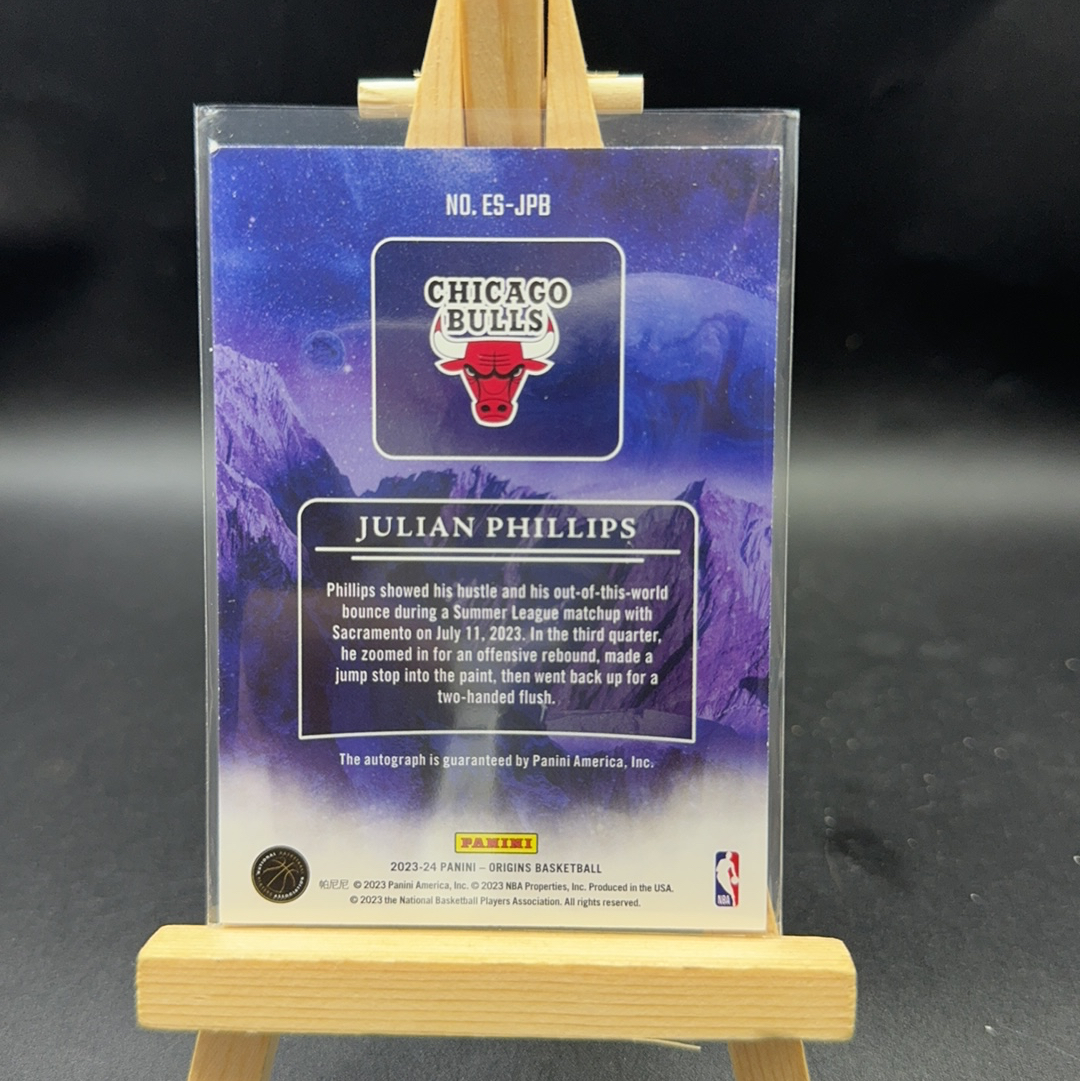 NO. ES-JPB
CHICAGO
BULLS
JULIAN PHILLIPS
Phillips showed his hustle and his out-of-this-world
bounce during a Summer League matchup with
Sacramento on July 11, 2023. In the third quarter,
he zoomed in for an offensive rebound, made a
jump stop into the paint, then went back up for a
two-handed flush.
The autograph is guaranteed by Panini America, Inc.
PANINI
2023-24 PANINI – ORIGINS BASKETBALL
帕尼尼 © 2023 Panini America, Inc. © 2023 NBA Properties, Inc. Produced in the USA.
© 2023 the National Basketball Players Association. All rights reserved.
NATIONAL BASKETBALL
PLAYERS ASSOCIATION
NBA